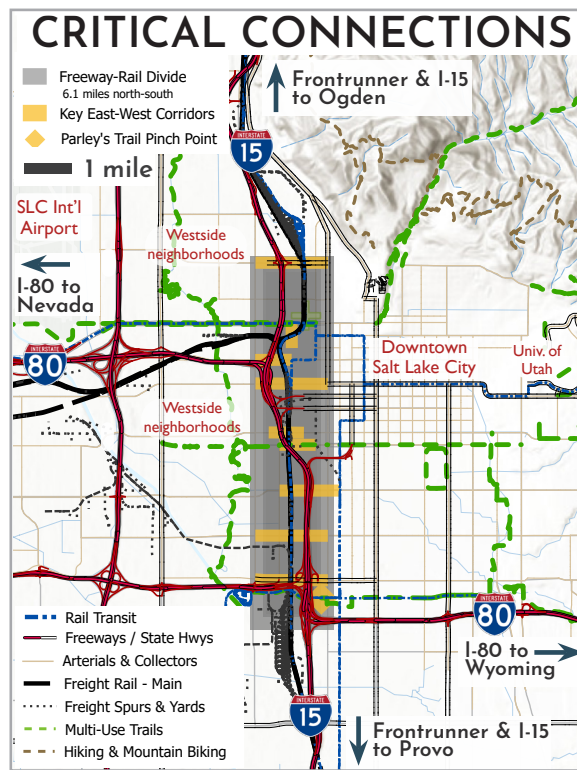 CRITICAL CONNECTIONS
Freeway-Rail Divide
6.1 miles north-south
Key East-West Corridors
Parley's Trail Pinch Point
1 mile
Frontrunner & I-15
to Ogden
INTERSTATE
15
SLC Int'l
Airport
Westside
neighborhoods
I-80 to
Nevada
INTERSTATE
80
Downtown
Salt Lake City
Univ. of
Utah
Westside
neighborhoods
INTERSTATE
80
I-80 to
Wyoming
Rail Transit
Freeways / State Hwys
Arterials & Collectors
Freight Rail - Main
Freight Spurs & Yards
Multi-Use Trails
Hiking & Mountain Biking
INTERSTATE
15
Frontrunner & I-15
to Provo